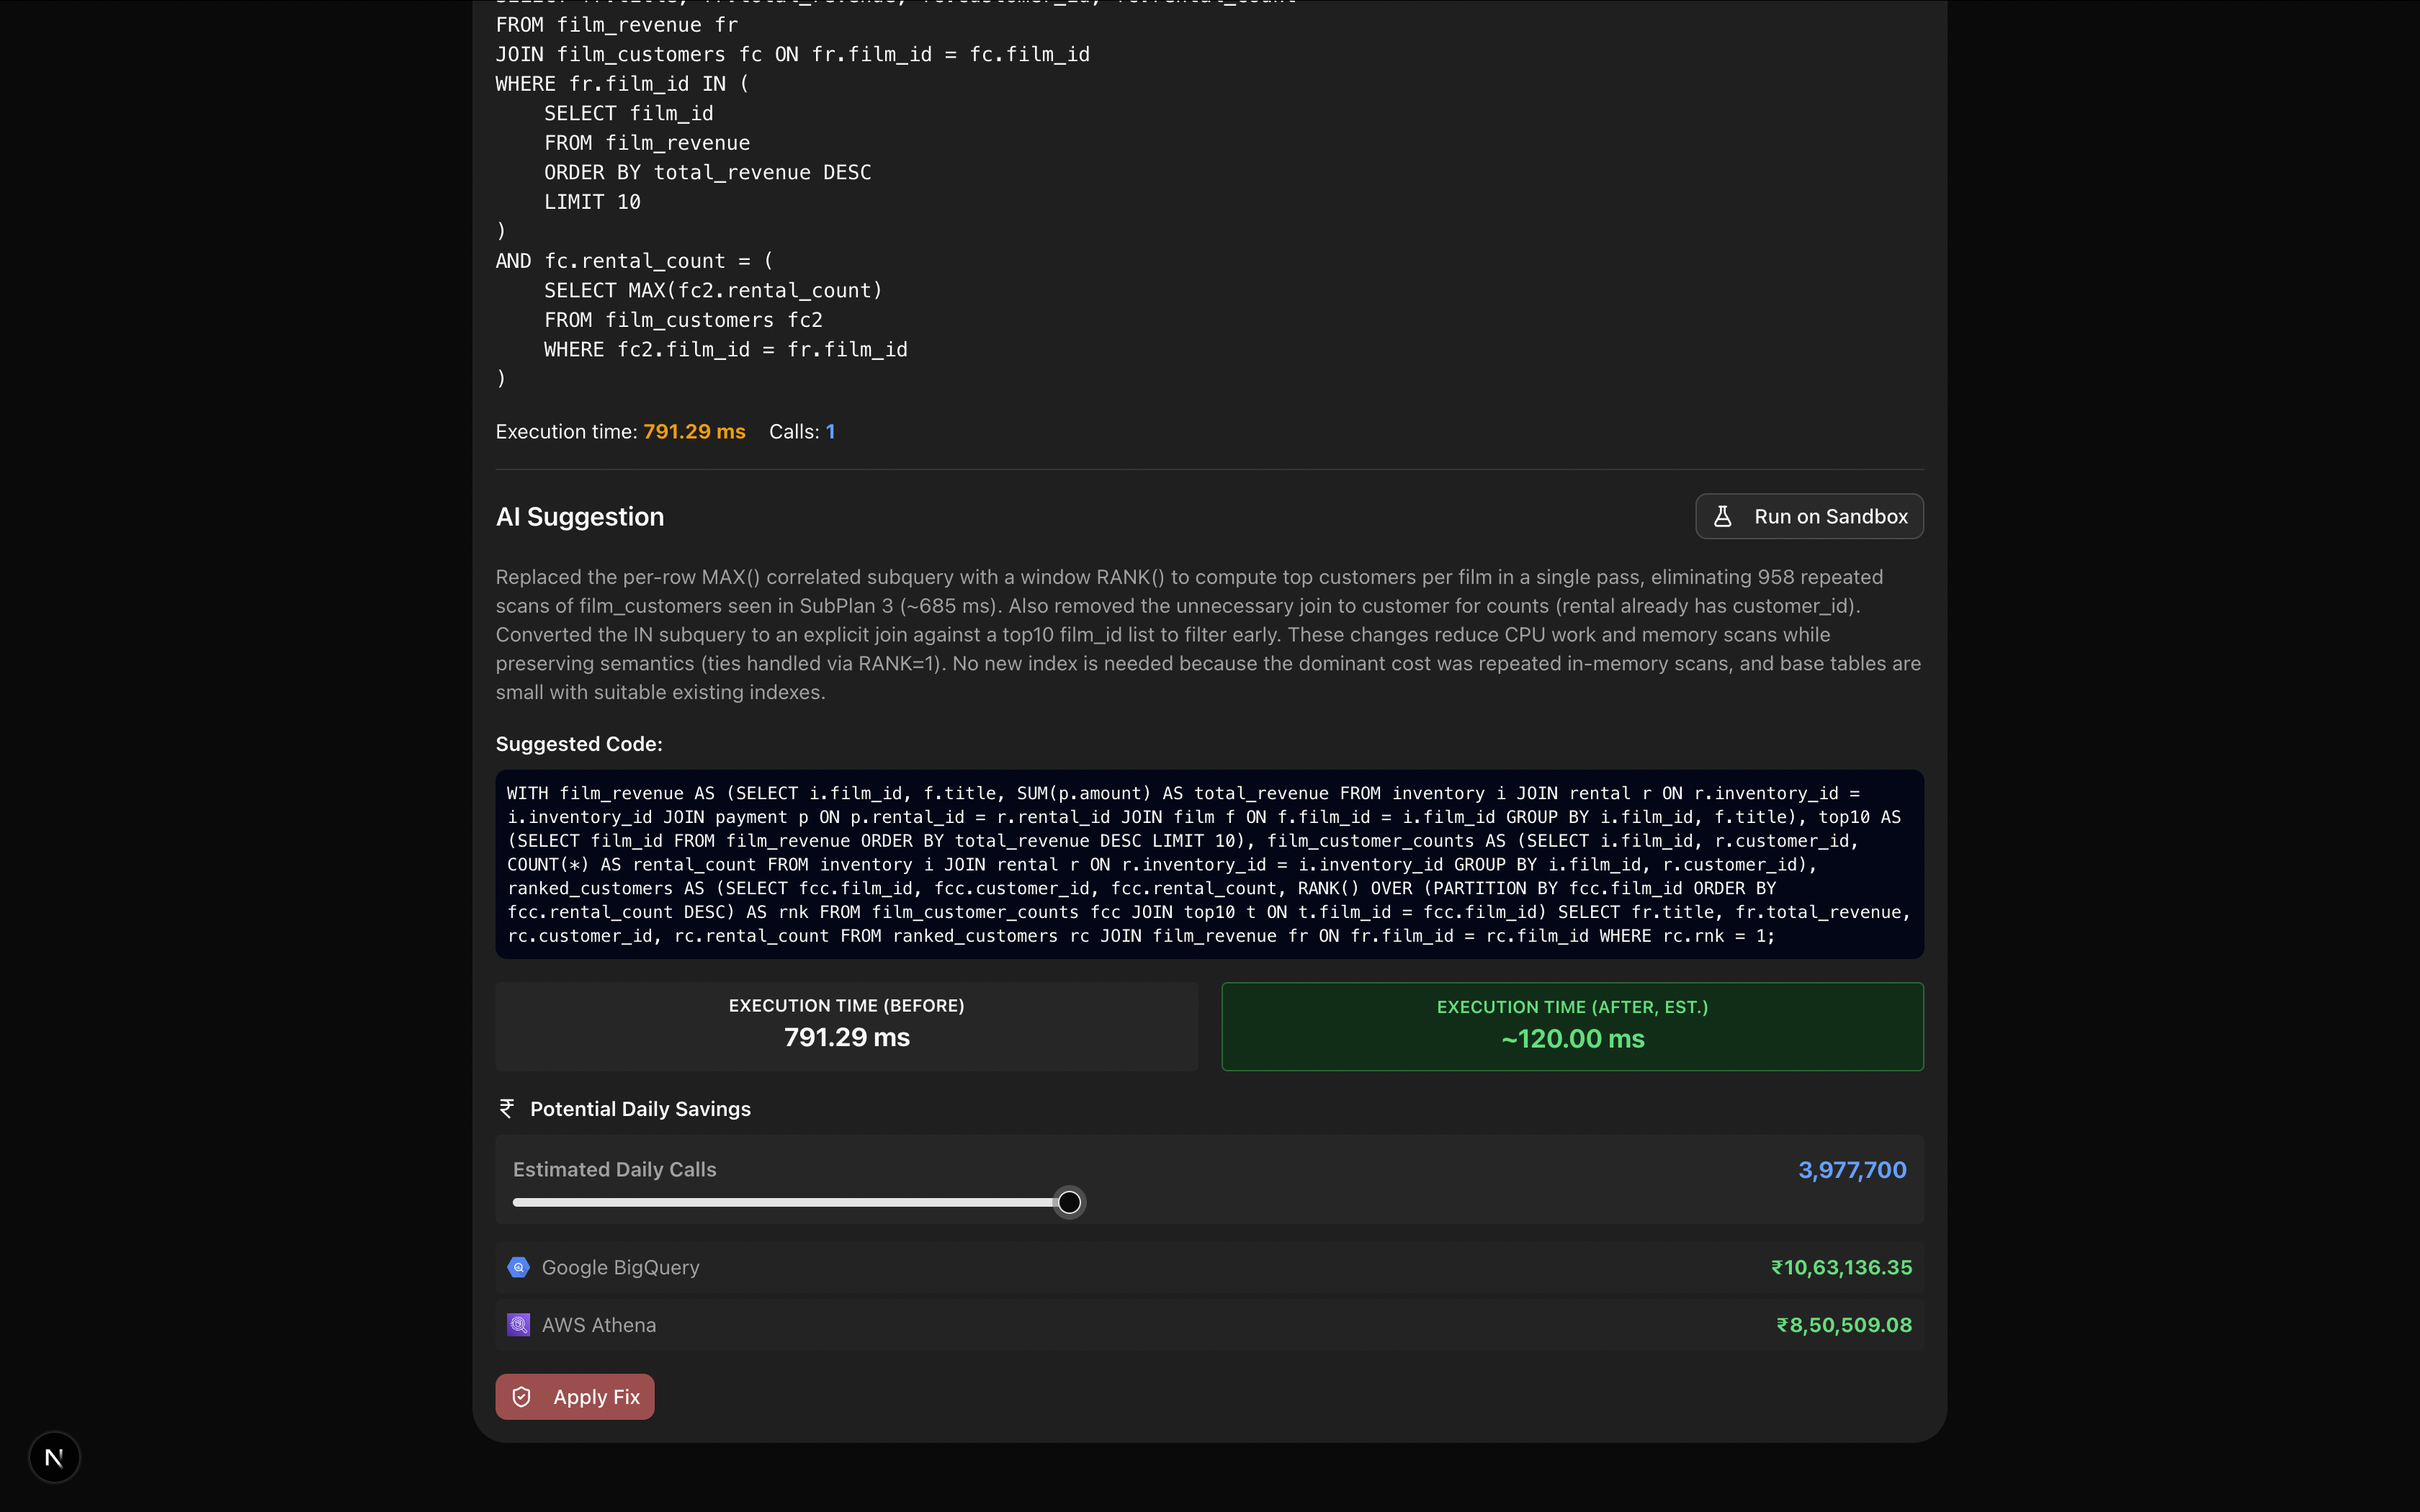 FROM film_revenue fr
JOIN film_customers fc ON fr.film_id = fc.film_id
WHERE fr.film_id IN (
    SELECT film_id
    FROM film_revenue
    ORDER BY total_revenue DESC
    LIMIT 10
)
AND fc.rental_count = (
    SELECT MAX(fc2.rental_count)
    FROM film_customers fc2
    WHERE fc2.film_id = fr.film_id
)
Execution time: 791.29 ms Calls: 1
AI Suggestion
Run on Sandbox
Replaced the per-row MAX() correlated subquery with a window RANK() to compute top customers per film in a single pass, eliminating 958 repeated
scans of film_customers seen in SubPlan 3 (~685 ms). Also removed the unnecessary join to customer for counts (rental already has customer_id).
Converted the IN subquery to an explicit join against a top10 film_id list to filter early. These changes reduce CPU work and memory scans while
preserving semantics (ties handled via RANK=1). No new index is needed because the dominant cost was repeated in-memory scans, and base tables are
small with suitable existing indexes.
Suggested Code:
WITH film_revenue AS (SELECT i.film_id, f.title, SUM(p.amount) AS total_revenue FROM inventory i JOIN rental r ON r.inventory_id =
i.inventory_id JOIN payment p ON p.rental_id = r.rental_id JOIN film f ON f.film_id = i.film_id GROUP BY i.film_id, f.title), top10 AS
(SELECT film_id FROM film_revenue ORDER BY total_revenue DESC LIMIT 10), film_customer_counts AS (SELECT i.film_id, r.customer_id,
COUNT(*) AS rental_count FROM inventory i JOIN rental r ON r.inventory_id = i.inventory_id GROUP BY i.film_id, r.customer_id),
ranked_customers AS (SELECT fcc.film_id, fcc.customer_id, fcc.rental_count, RANK() OVER (PARTITION BY fcc.film_id ORDER BY
fcc.rental_count DESC) AS rnk FROM film_customer_counts fcc JOIN top10 t ON t.film_id = fcc.film_id) SELECT fr.title, fr.total_revenue,
rc.customer_id, rc.rental_count FROM ranked_customers rc JOIN film_revenue fr ON fr.film_id = rc.film_id WHERE rc.rnk = 1;
EXECUTION TIME (BEFORE)
791.29 ms
EXECUTION TIME (AFTER, EST.)
~120.00 ms
₹ Potential Daily Savings
Estimated Daily Calls
3,977,700
Google BigQuery
₹10,63,136.35
AWS Athena
₹8,50,509.08
Apply Fix
N